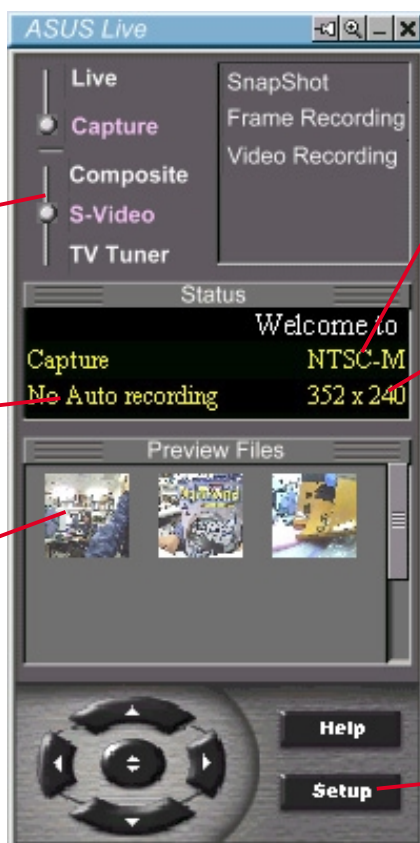 ASUS Live
Live
Capture
Composite
S-Video
TV Tuner
SnapShot
Frame Recording
Video Recording
Status
Welcome to
Capture NTSC-M
No Auto recording 352 x 240
Preview Files
Help
Setup